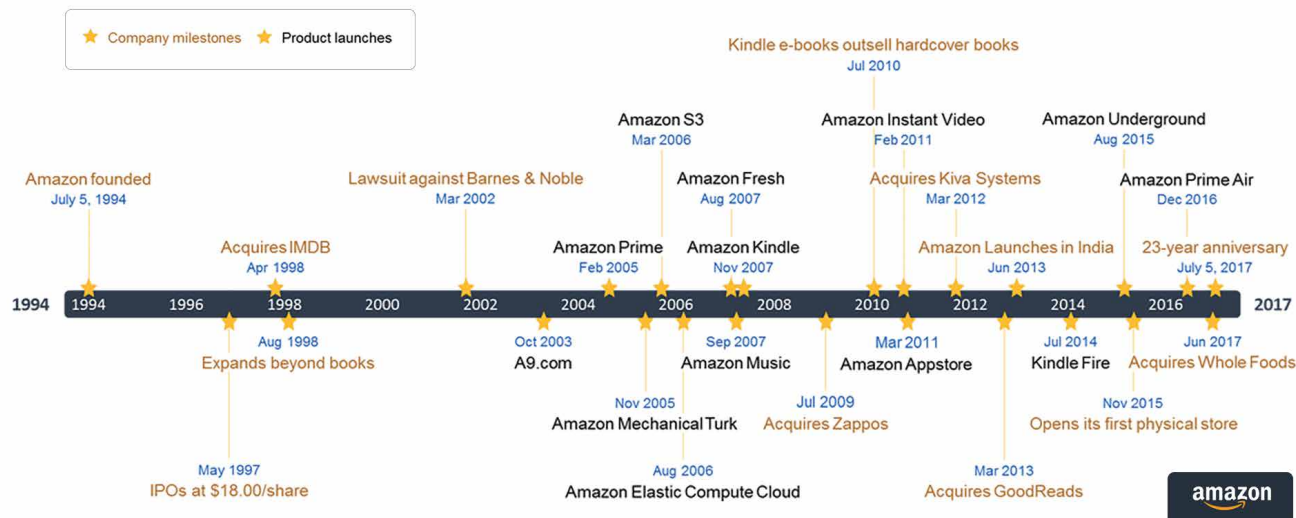 Company milestones
Product launches
Kindle e-books outsell hardcover books
Jul 2010
Amazon S3
Mar 2006
Amazon Instant Video
Feb 2011
Amazon Underground
Aug 2015
Amazon founded
July 5, 1994
Lawsuit against Barnes & Noble
Mar 2002
Amazon Fresh
Aug 2007
Acquires Kiva Systems
Mar 2012
Amazon Prime Air
Dec 2016
Acquires IMDB
Apr 1998
Amazon Prime
Feb 2005
Amazon Kindle
Nov 2007
Amazon Launches in India
Jun 2013
23-year anniversary
July 5, 2017
1994
1994 1996 1998 2000 2002 2004 2006 2008 2010 2012 2014 2016
2017
Aug 1998
Expands beyond books
Oct 2003
A9.com
Sep 2007
Amazon Music
Mar 2011
Amazon Appstore
Jul 2014
Kindle Fire
Jun 2017
Acquires Whole Foods
Nov 2005
Amazon Mechanical Turk
Jul 2009
Acquires Zappos
Nov 2015
Opens its first physical store
May 1997
IPOs at $18.00/share
Aug 2006
Amazon Elastic Compute Cloud
Mar 2013
Acquires GoodReads
amazon